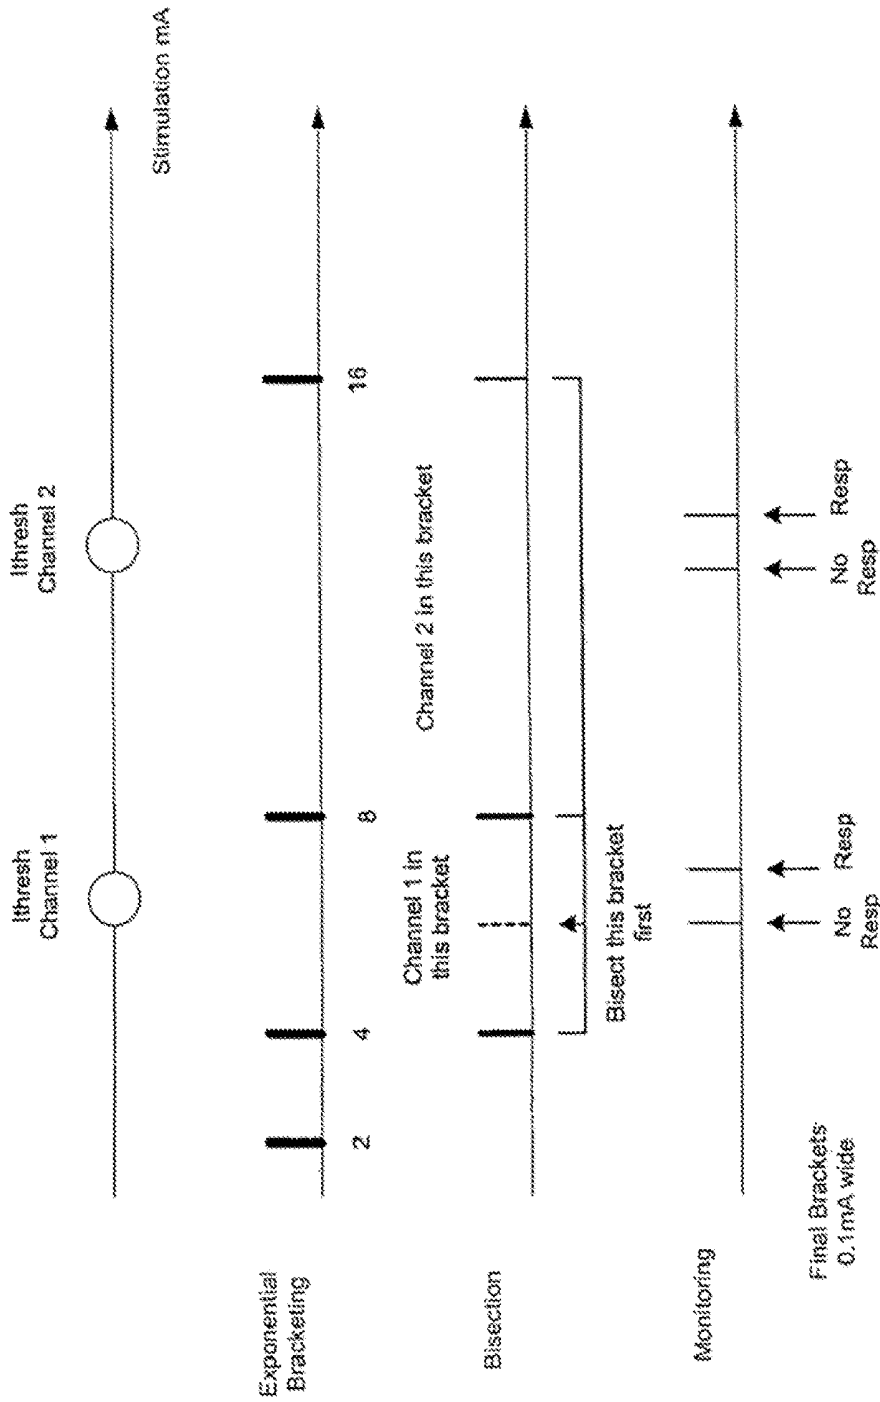 Stimulation mA
Ithresh
Channel 1
Ithresh
Channel 2
Exponential
Bracketing
2
4
8
16
Bisection
Channel 1 in
this bracket
Channel 2 in this bracket
Bisect this bracket
first
Monitoring
No
Resp
Resp
No
Resp
Resp
Final Brackets
0.1mA wide